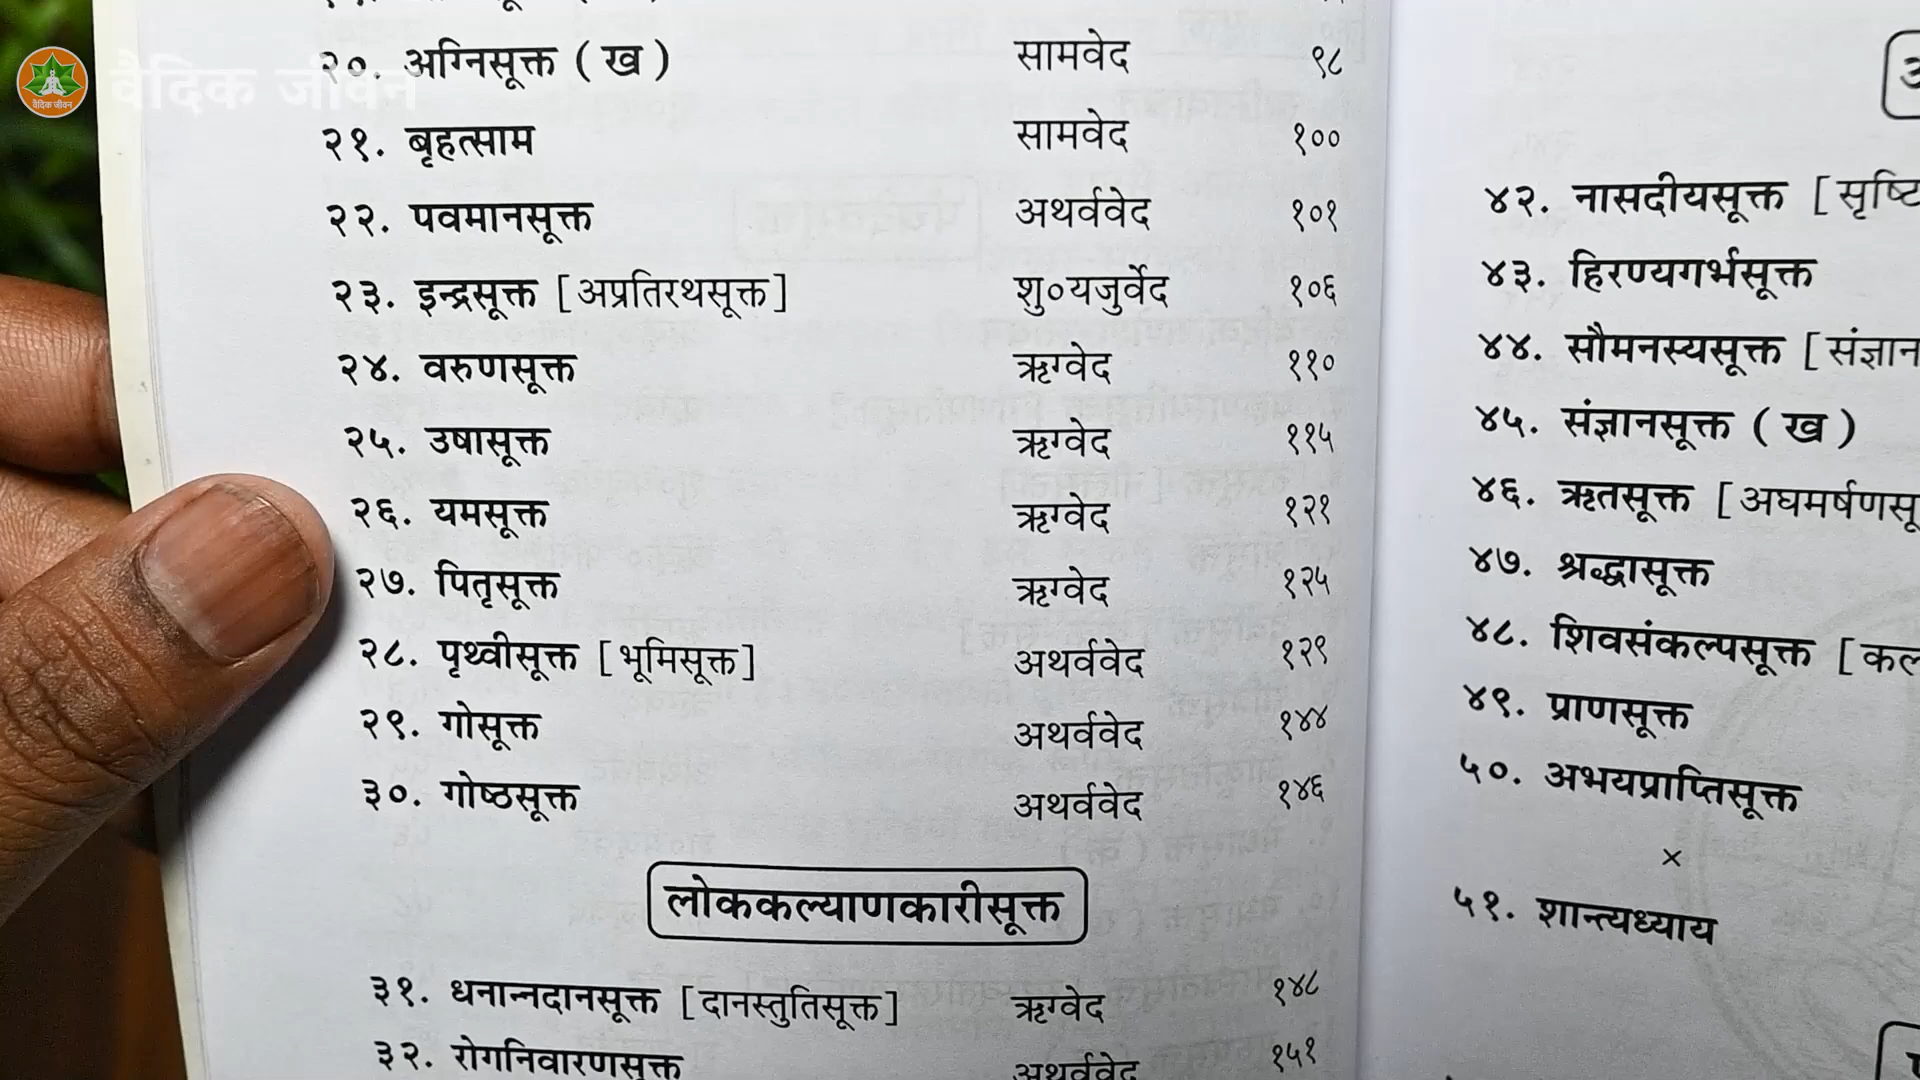 वैदिक जीवन
वैदिक जीवन
२०. अग्निसूक्त ( ख ) सामवेद ९८
२१. बृहत्साम सामवेद १००
२२. पवमानसूक्त अथर्ववेद १०१
२३. इन्द्रसूक्त [अप्रतिरथसूक्त] शु०यजुर्वेद १०६
२४. वरुणसूक्त ऋग्वेद ११०
२५. उषासूक्त ऋग्वेद ११५
२६. यमसूक्त ऋग्वेद १२१
२७. पितृसूक्त ऋग्वेद १२५
२८. पृथ्वीसूक्त [भूमिसूक्त] अथर्ववेद १२९
२९. गोसूक्त अथर्ववेद १४४
३०. गोष्ठसूक्त अथर्ववेद १४६
लोककल्याणकारीसूक्त
३१. धनान्नदानसूक्त [दानस्तुतिसूक्त] ऋग्वेद १४८
३२. रोगनिवारणसूक्त अथर्ववेद १५१
४२. नासदीयसूक्त [सृष्टि
४३. हिरण्यगर्भसूक्त
४४. सौमनस्यसूक्त [संज्ञान
४५. संज्ञानसूक्त ( ख )
४६. ऋतसूक्त [अघमर्षणसू
४७. श्रद्धासूक्त
४८. शिवसंकल्पसूक्त [कल
४९. प्राणसूक्त
५०. अभयप्राप्तिसूक्त
×
५१. शान्त्यध्याय